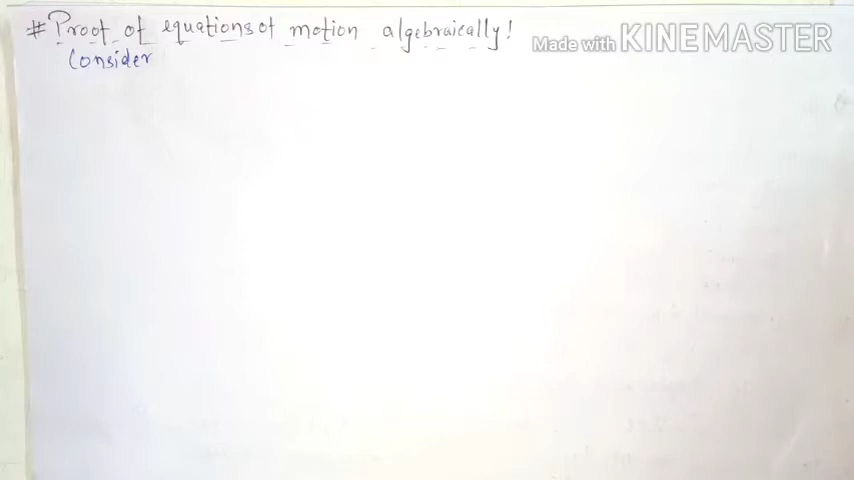 # Proof of equations of motion algebraically!
Made with KINEMASTER
Consider